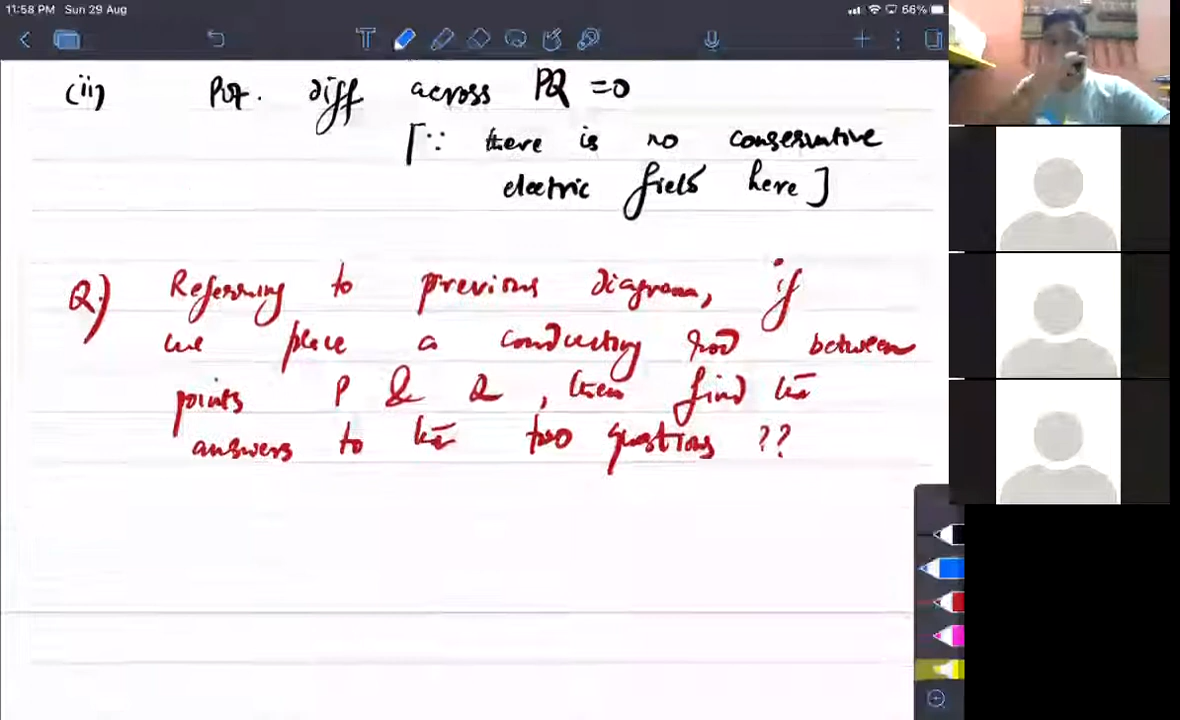 11:58 PM Sun 29 Aug 66%
(ii) Pot. diff across PQ = 0
[∵ there is no conservative
electric field here]
Q.) Referring to previous diagram, if
we place a conducting rod between
points P & Q, then find the
answers to the two questions ??